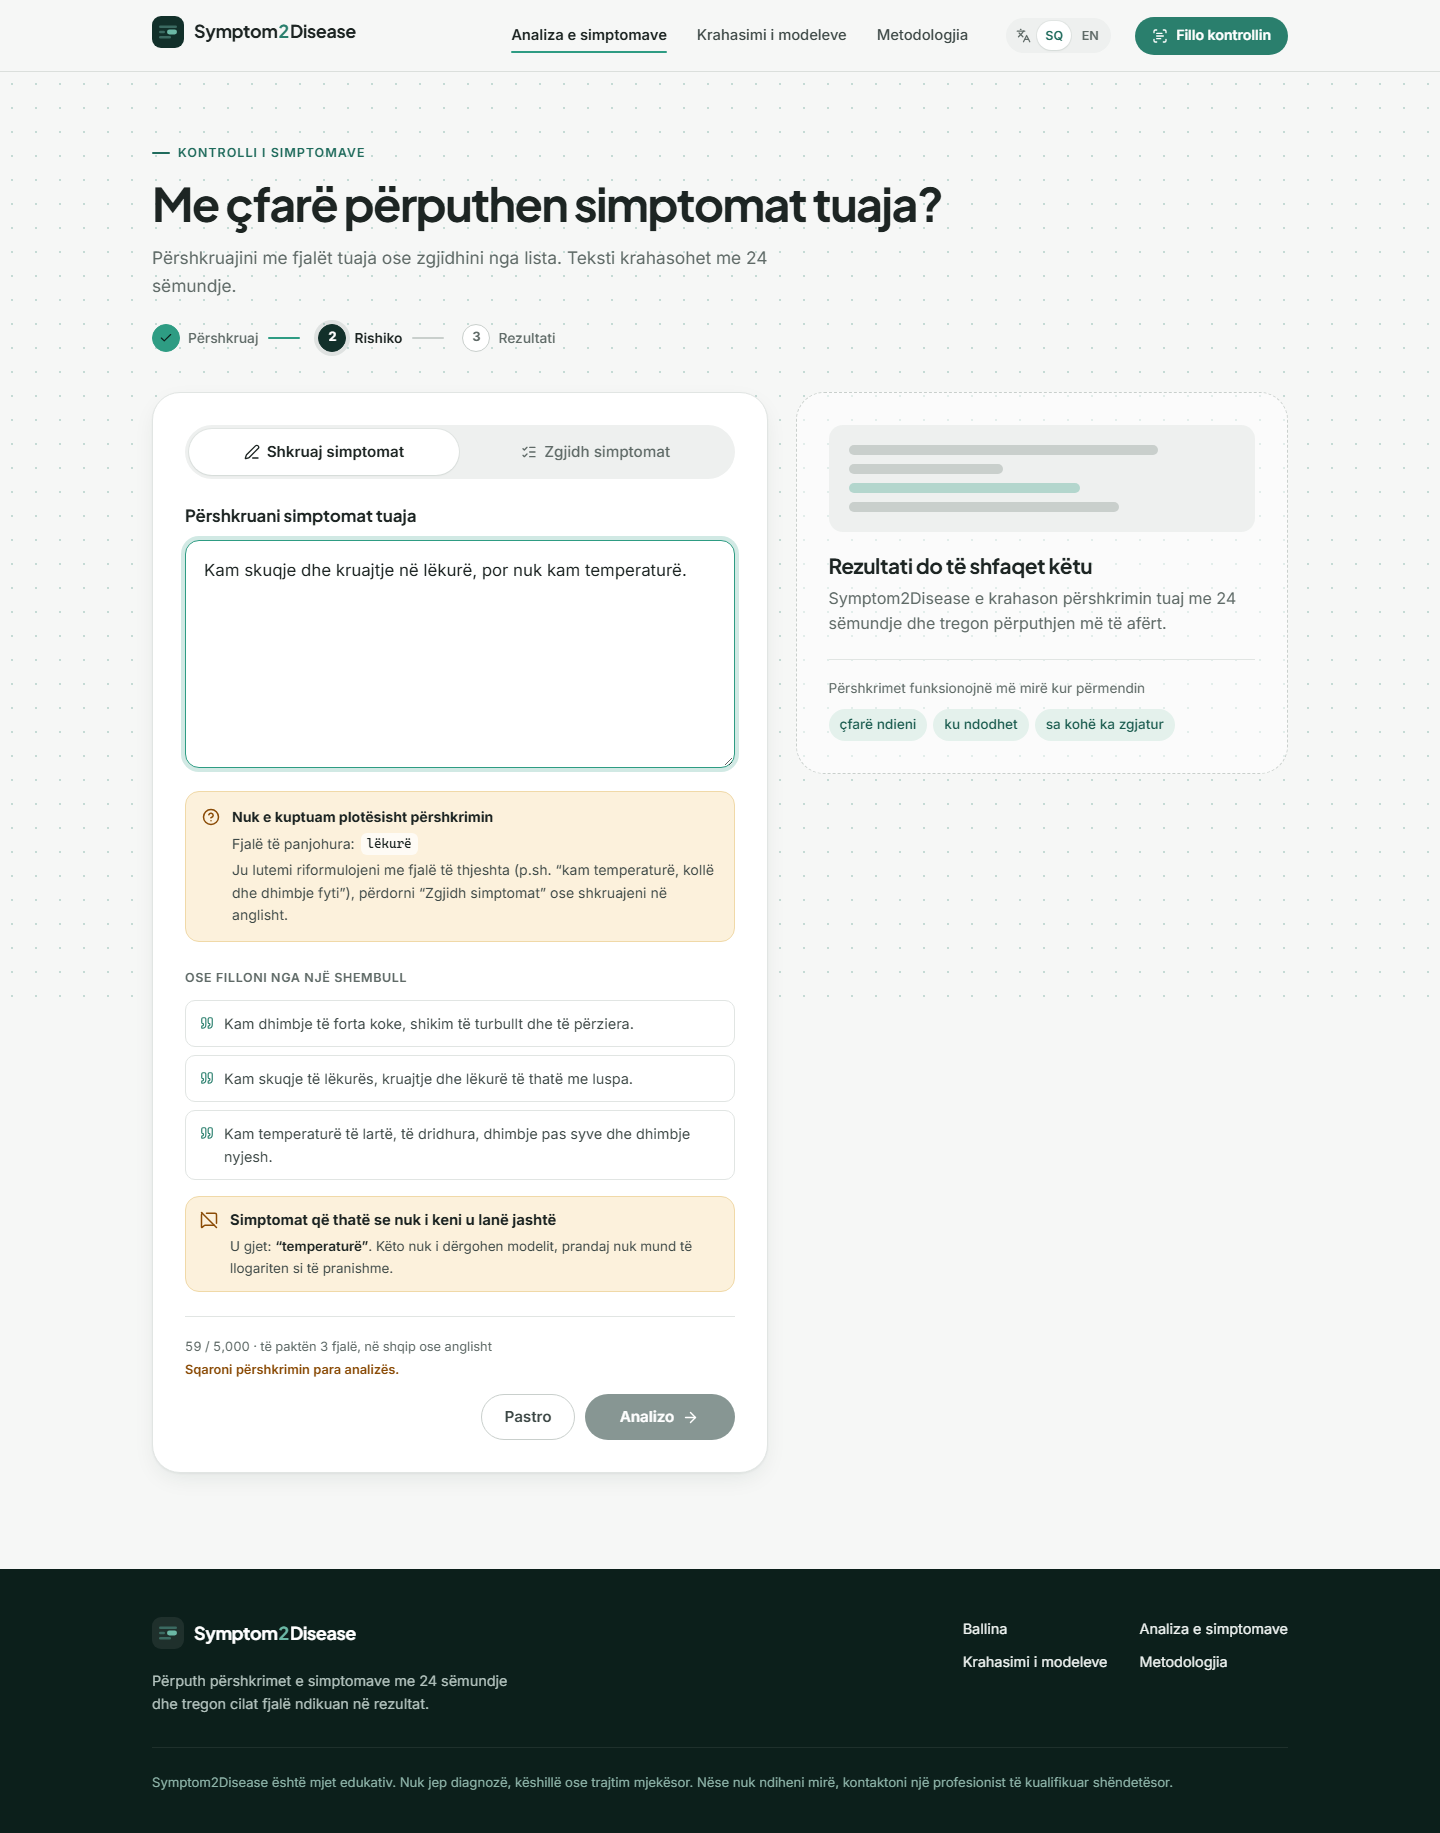 Symptom2Disease
Analiza e simptomave
Krahasimi i modeleve
Metodologjia
SQ
EN
Fillo kontrollin
KONTROLLI I SIMPTOMAVE
Me çfarë përputhen simptomat tuaja?
Përshkruajini me fjalët tuaja ose zgjidhini nga lista. Teksti krahasohet me 24
sëmundje.
Përshkruaj
2
Rishiko
3
Rezultati
Shkruaj simptomat
Zgjidh simptomat
Përshkruani simptomat tuaja
Kam skuqje dhe kruajtje në lëkurë, por nuk kam temperaturë.
Nuk e kuptuam plotësisht përshkrimin
Fjalë të panjohura: lëkurë
Ju lutemi riformulojeni me fjalë të thjeshta (p.sh. “kam temperaturë, kollë
dhe dhimbje fyti”), përdorni “Zgjidh simptomat” ose shkruajeni në
anglisht.
OSE FILLONI NGA NJË SHEMBULL
Kam dhimbje të forta koke, shikim të turbullt dhe të përziera.
Kam skuqje të lëkurës, kruajtje dhe lëkurë të thatë me luspa.
Kam temperaturë të lartë, të dridhura, dhimbje pas syve dhe dhimbje
nyjesh.
Simptomat që thatë se nuk i keni u lanë jashtë
U gjet: “temperaturë”. Këto nuk i dërgohen modelit, prandaj nuk mund të
llogariten si të pranishme.
59 / 5,000 · të paktën 3 fjalë, në shqip ose anglisht
Sqaroni përshkrimin para analizës.
Pastro
Analizo
Rezultati do të shfaqet këtu
Symptom2Disease e krahason përshkrimin tuaj me 24
sëmundje dhe tregon përputhjen më të afërt.
Përshkrimet funksionojnë më mirë kur përmendin
çfarë ndieni
ku ndodhet
sa kohë ka zgjatur
Symptom2Disease
Përputh përshkrimet e simptomave me 24 sëmundje
dhe tregon cilat fjalë ndikuan në rezultat.
Ballina
Analiza e simptomave
Krahasimi i modeleve
Metodologjia
Symptom2Disease është mjet edukativ. Nuk jep diagnozë, këshillë ose trajtim mjekësor. Nëse nuk ndiheni mirë, kontaktoni një profesionist të kualifikuar shëndetësor.